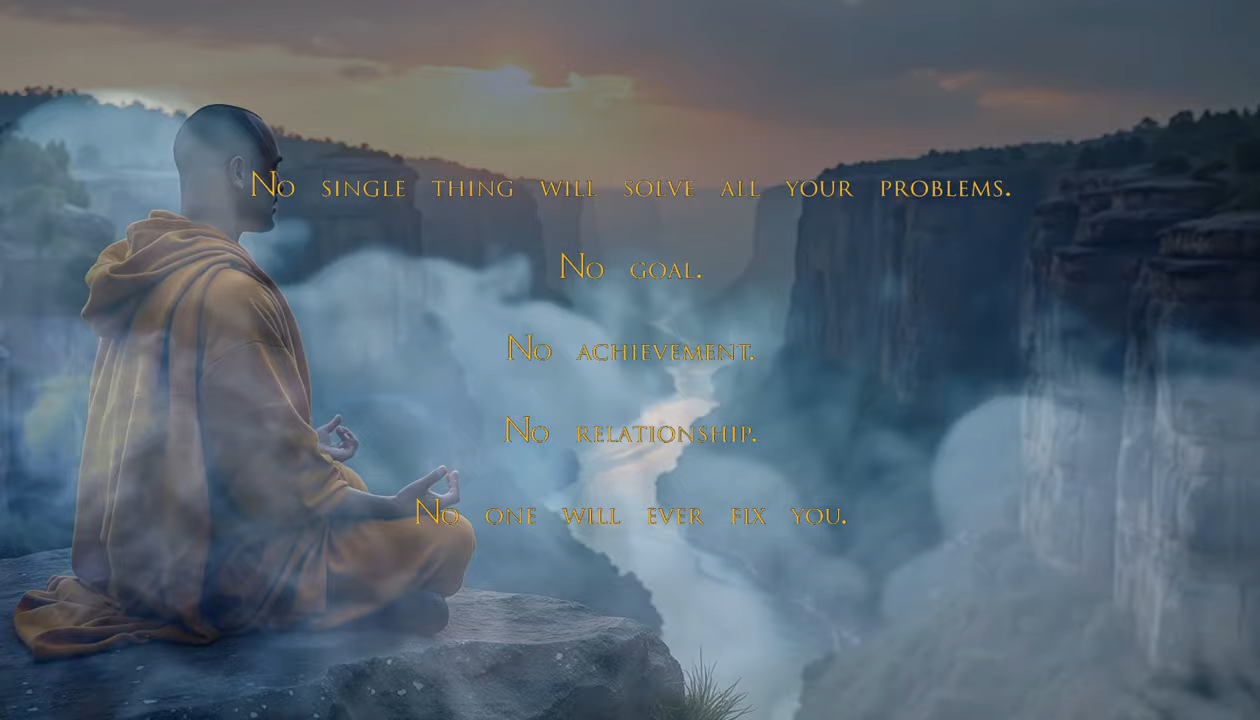 No single thing will solve all your problems.
No goal.
No achievement.
No relationship.
No one will ever fix you.